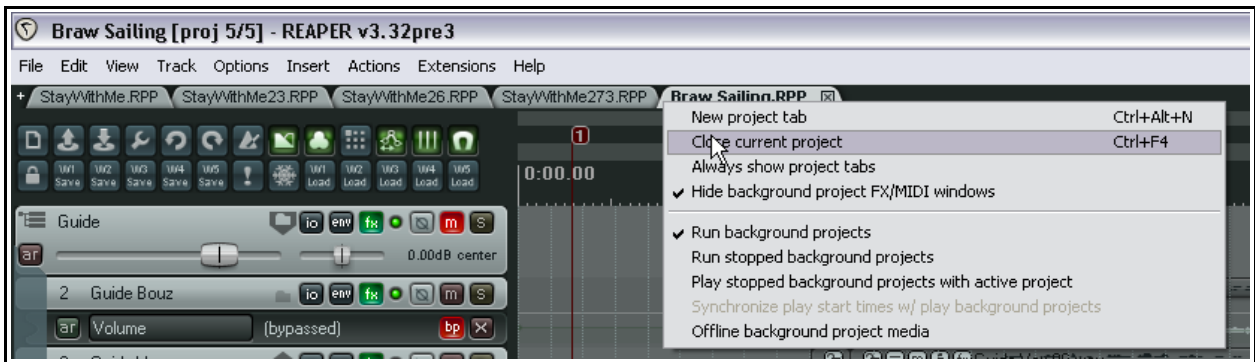 Braw Sailing [proj 5/5] - REAPER v3.32pre3
File Edit View Track Options Insert Actions Extensions Help
+ StayWithMe.RPP StayWithMe23.RPP StayWithMe26.RPP StayWithMe273.RPP Braw Sailing.RPP
New project tab Ctrl+Alt+N
Close current project Ctrl+F4
Always show project tabs
Hide background project FX/MIDI windows
Run background projects
Run stopped background projects
Play stopped background projects with active project
Synchronize play start times w/ play background projects
Offline background project media
1
W1 Save W2 Save W3 Save W4 Save W5 Save ! W1 Load W2 Load W3 Load W4 Load W5 Load
0:00.00
Guide io env fx m S
ar 0.00dB center
2 Guide Bouz io env fx m S
ar Volume (bypassed) bp